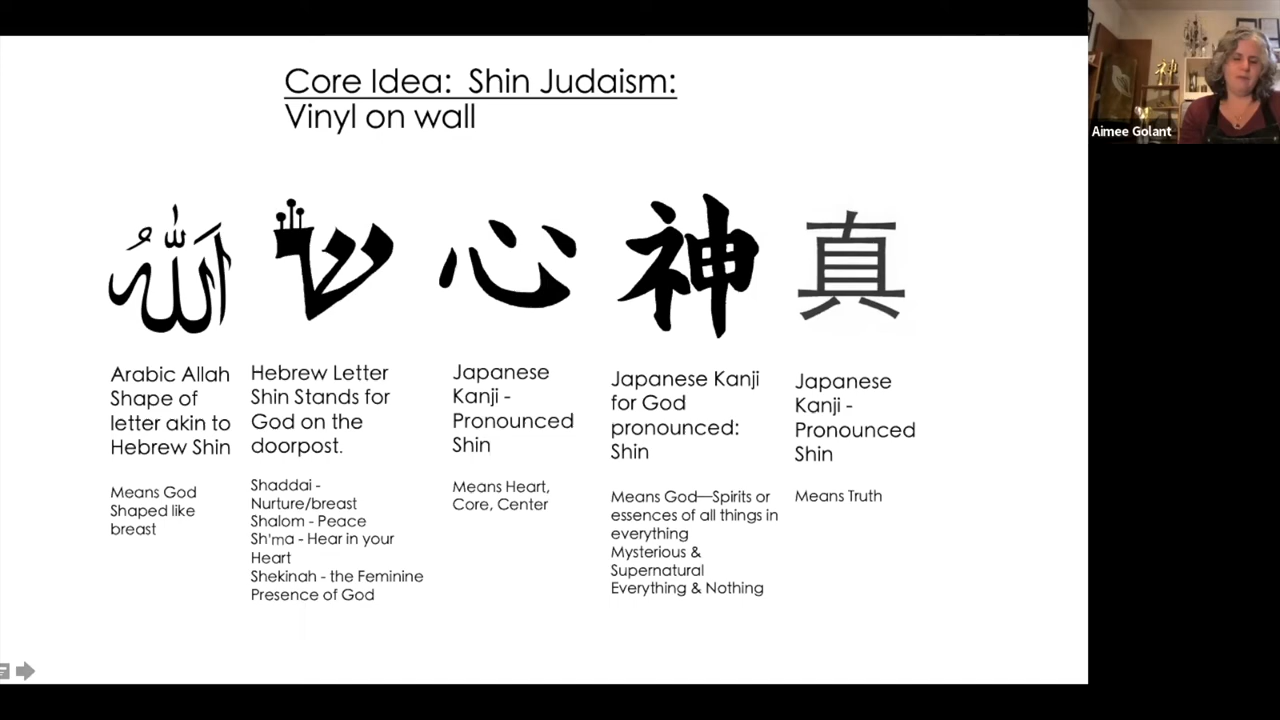 Core Idea: Shin Judaism:
Vinyl on wall
الله
ש
心
神
真
Arabic Allah
Shape of
letter akin to
Hebrew Shin
Means God
Shaped like
breast
Hebrew Letter
Shin Stands for
God on the
doorpost.
Shaddai -
Nurture/breast
Shalom - Peace
Sh'ma - Hear in your
Heart
Shekinah - the Feminine
Presence of God
Japanese
Kanji -
Pronounced
Shin
Means Heart,
Core, Center
Japanese Kanji
for God
pronounced:
Shin
Means God—Spirits or
essences of all things in
everything
Mysterious &
Supernatural
Everything & Nothing
Japanese
Kanji -
Pronounced
Shin
Means Truth
神
Aimee Golant